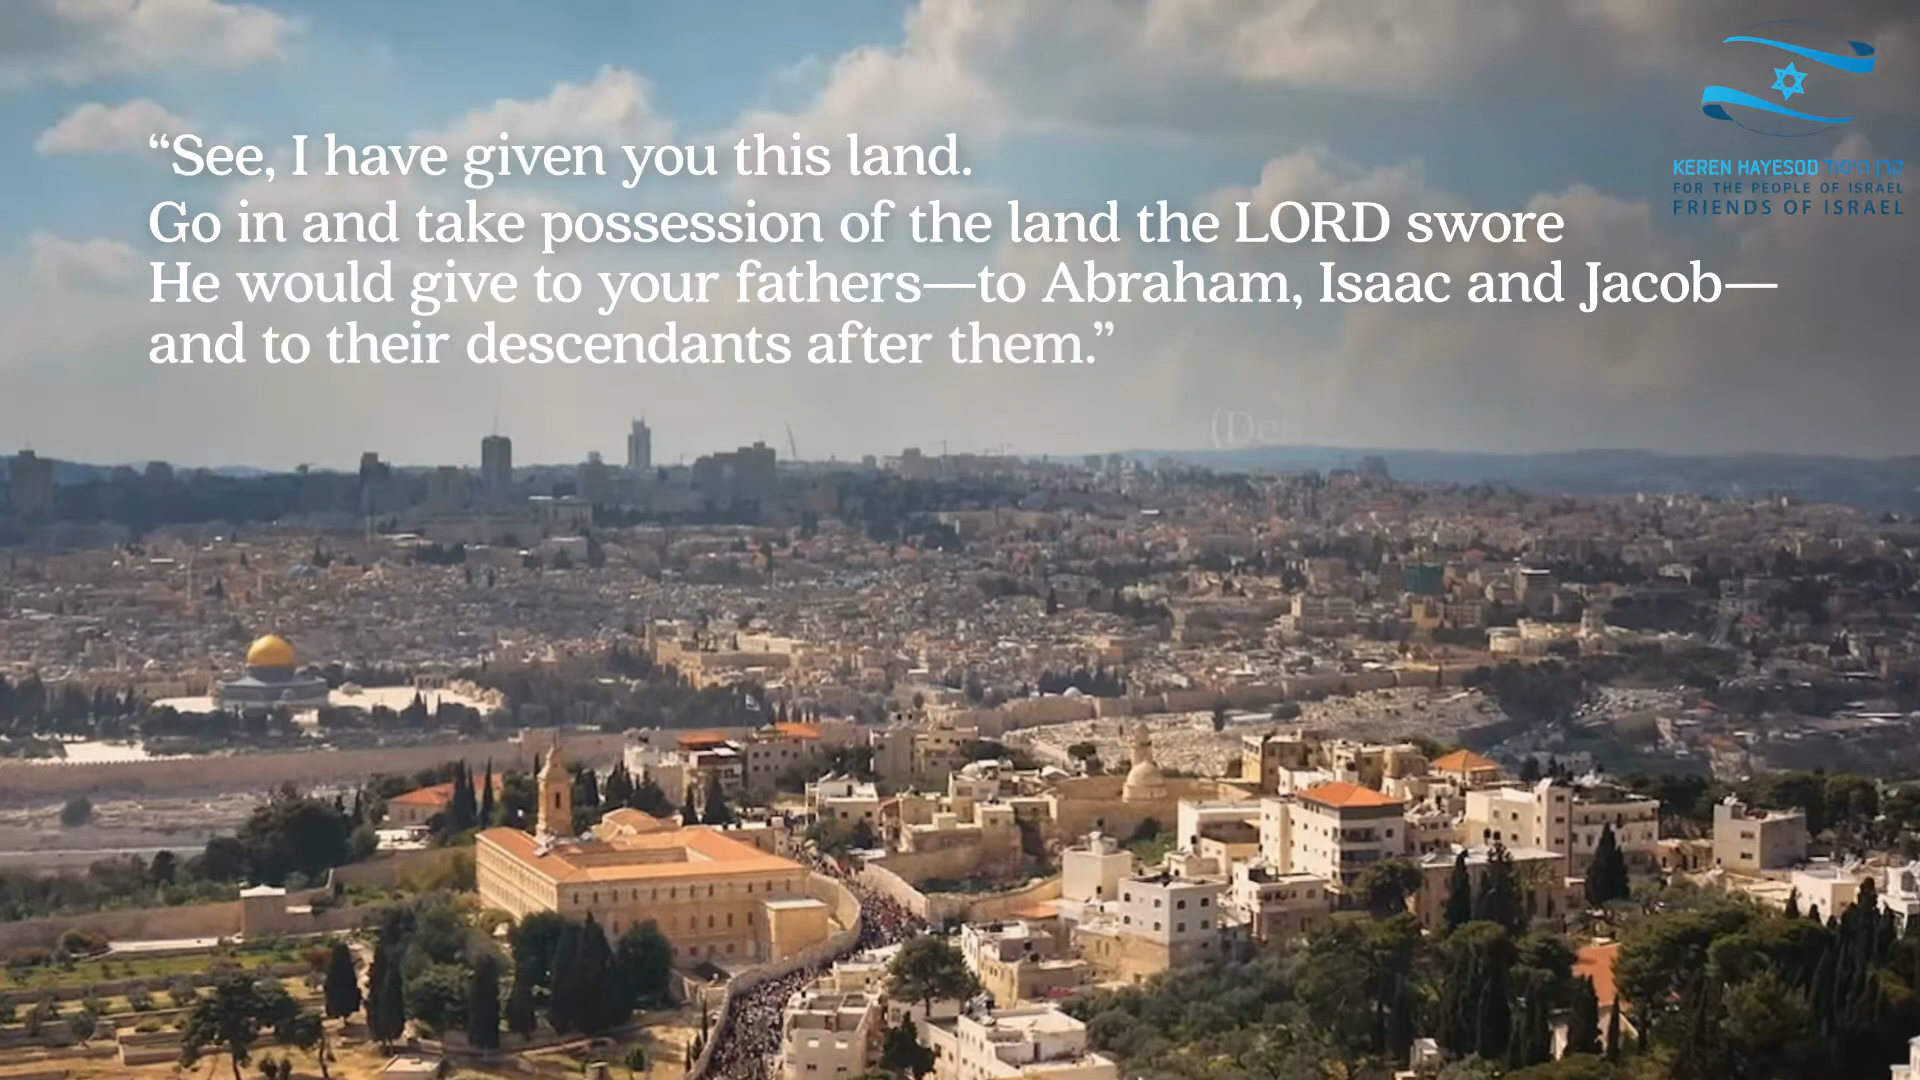 “See, I have given you this land.
Go in and take possession of the land the LORD swore
He would give to your fathers—to Abraham, Isaac and Jacob—
and to their descendants after them.”
KEREN HAYESOD קרן היסוד
FOR THE PEOPLE OF ISRAEL
FRIENDS OF ISRAEL